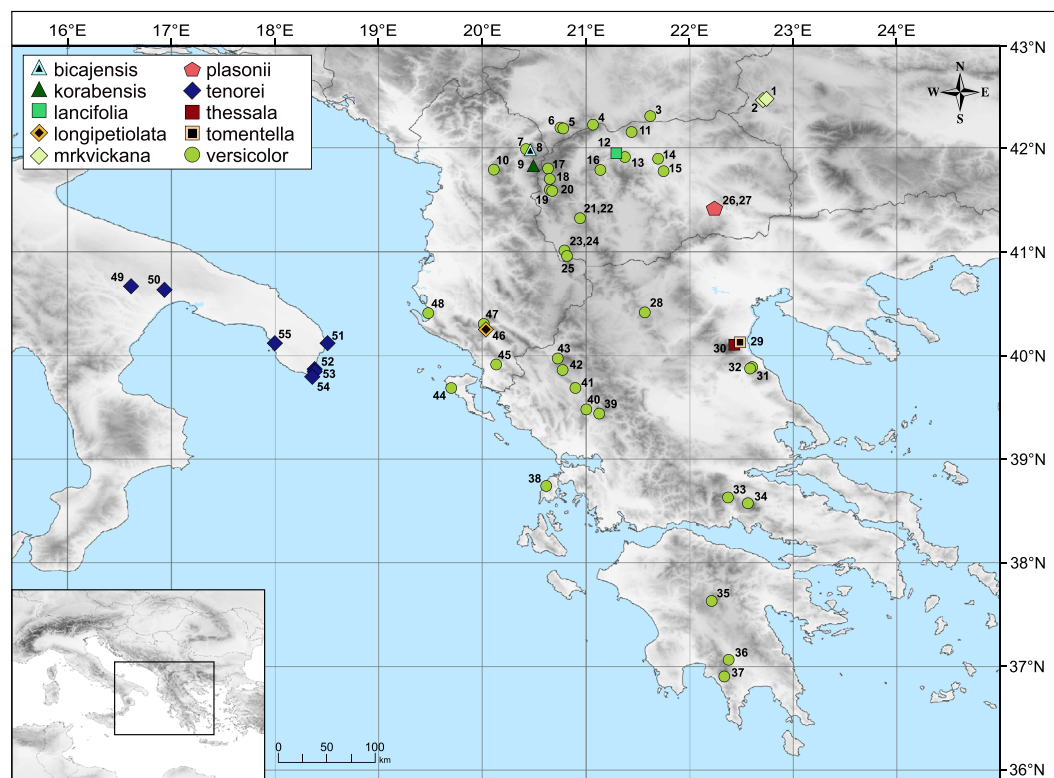 16°E 17°E 18°E 19°E 20°E 21°E 22°E 23°E 24°E
43°N
bicajensis plasonii
korabensis tenorei
lancifolia thessala
longipetiolata tomentella
mrkvickana versicolor
N
W E
S
1
2
3
4
5
6
11
12
7 8
42°N
9
10
17
16
13
14
15
18
19 20
26,27
21,22
23,24
25
41°N
49 50
48
47
46
28
55 51
29
30
40°N
52
53
54
43
45
42
32 31
44
41
40 39
39°N
38
33
34
38°N
35
36
37°N
37
0 50 100
km
36°N